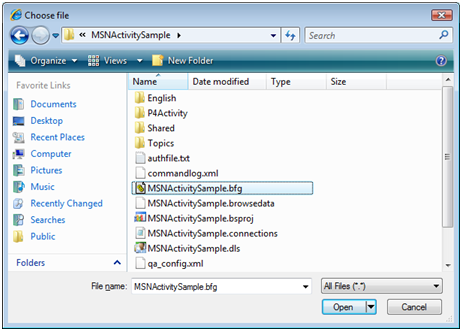 Choose file
« MSNActivitySample
Search
Organize Views New Folder
Favorite Links
Documents
Desktop
Recent Places
Computer
Pictures
Music
Recently Changed
Searches
Public
Folders
Name Date modified Type Size
English
P4Activity
Shared
Topics
authfile.txt
commandlog.xml
MSNActivitySample.bfg
MSNActivitySample.browsedata
MSNActivitySample.bsproj
MSNActivitySample.connections
MSNActivitySample.dls
qa_config.xml
File name: MSNActivitySample.bfg All Files (*.*)
Open Cancel